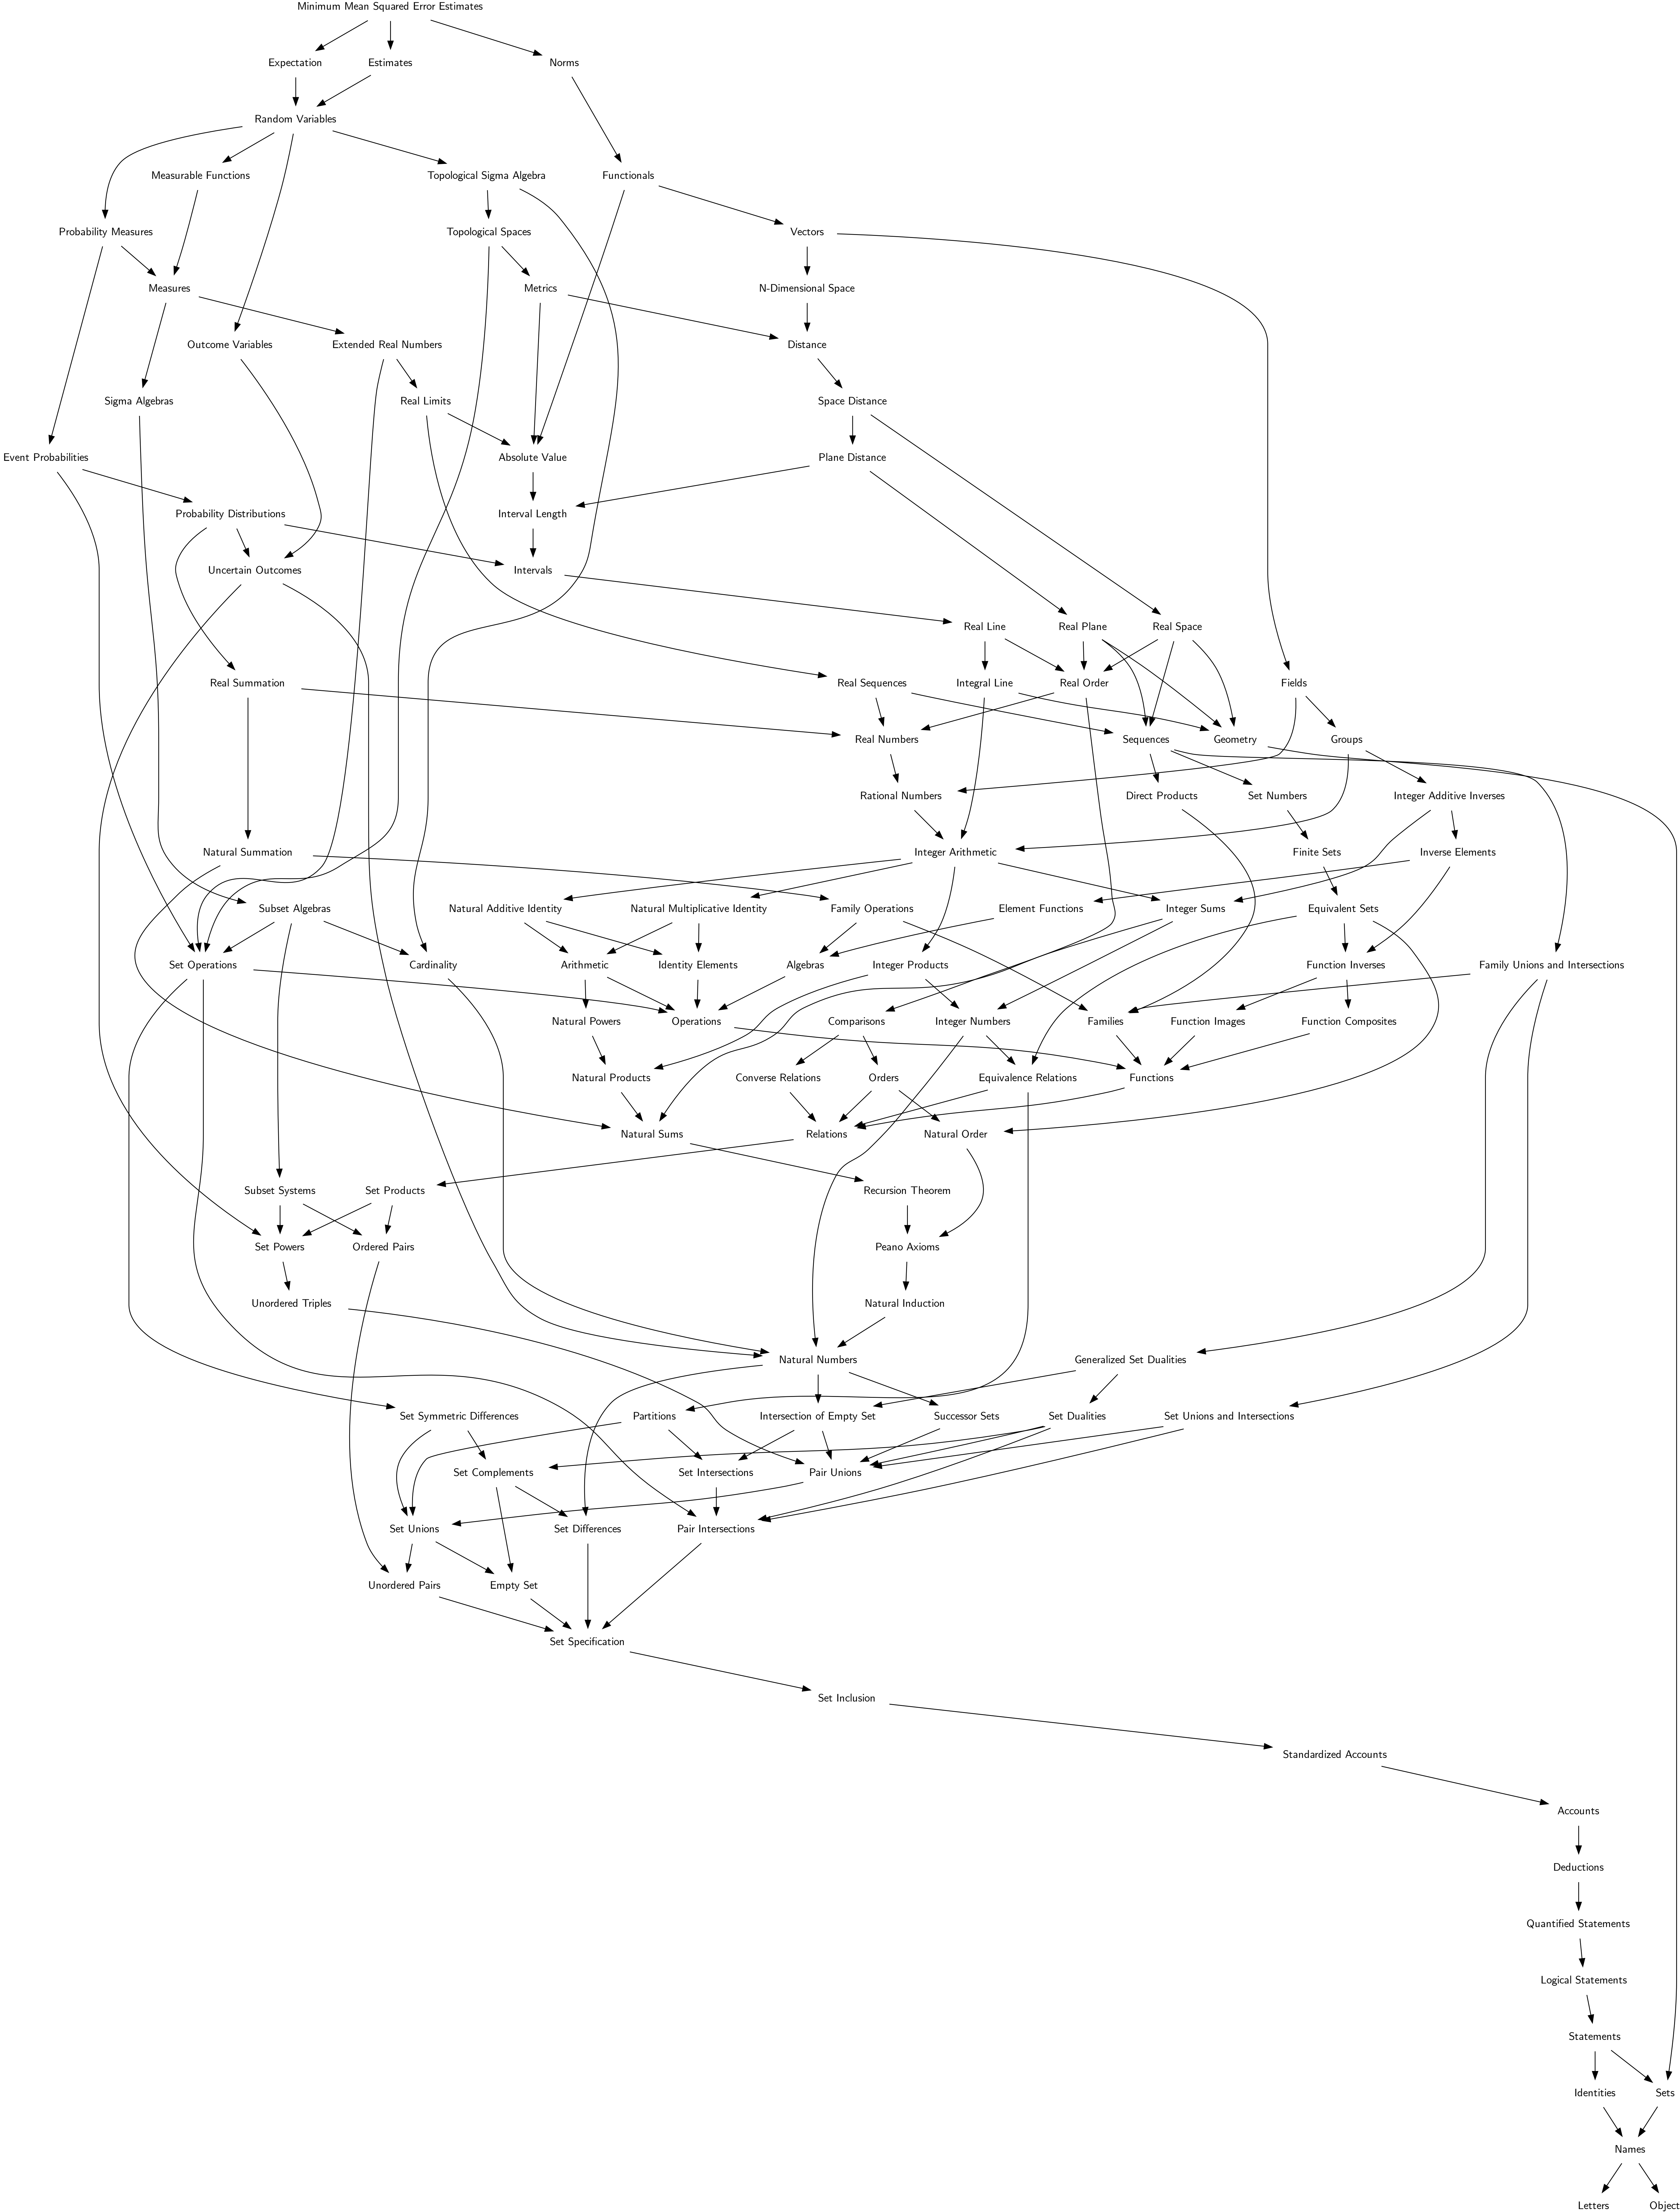 Minimum Mean Squared Error Estimates
Expectation
Estimates
Norms
Random Variables
Measurable Functions
Topological Sigma Algebra
Functionals
Probability Measures
Topological Spaces
Vectors
Measures
Metrics
N-Dimensional Space
Outcome Variables
Extended Real Numbers
Distance
Sigma Algebras
Real Limits
Space Distance
Event Probabilities
Absolute Value
Plane Distance
Probability Distributions
Interval Length
Uncertain Outcomes
Intervals
Real Line
Real Plane
Real Space
Real Summation
Real Sequences
Integral Line
Real Order
Fields
Real Numbers
Sequences
Geometry
Groups
Rational Numbers
Direct Products
Set Numbers
Integer Additive Inverses
Natural Summation
Integer Arithmetic
Finite Sets
Inverse Elements
Subset Algebras
Natural Additive Identity
Natural Multiplicative Identity
Family Operations
Element Functions
Integer Sums
Equivalent Sets
Set Operations
Cardinality
Arithmetic
Identity Elements
Algebras
Integer Products
Function Inverses
Family Unions and Intersections
Natural Powers
Operations
Comparisons
Integer Numbers
Families
Function Images
Function Composites
Natural Products
Converse Relations
Orders
Equivalence Relations
Functions
Natural Sums
Relations
Natural Order
Subset Systems
Set Products
Recursion Theorem
Set Powers
Ordered Pairs
Peano Axioms
Unordered Triples
Natural Induction
Natural Numbers
Generalized Set Dualities
Set Symmetric Differences
Partitions
Intersection of Empty Set
Successor Sets
Set Dualities
Set Unions and Intersections
Set Complements
Set Intersections
Pair Unions
Set Unions
Set Differences
Pair Intersections
Unordered Pairs
Empty Set
Set Specification
Set Inclusion
Standardized Accounts
Accounts
Deductions
Quantified Statements
Logical Statements
Statements
Identities
Sets
Names
Letters
Object